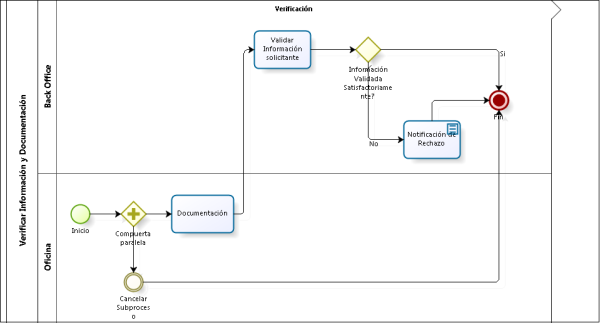 Verificación
Verificar Información y Documentación
Back Office
Validar
Información
solicitante
Información
Validada
Satisfactoriame
nte?
Si
No
Notificación de
Rechazo
Fin
Oficina
Inicio
Compuerta
paralela
Documentación
Cancelar
Subproces
o